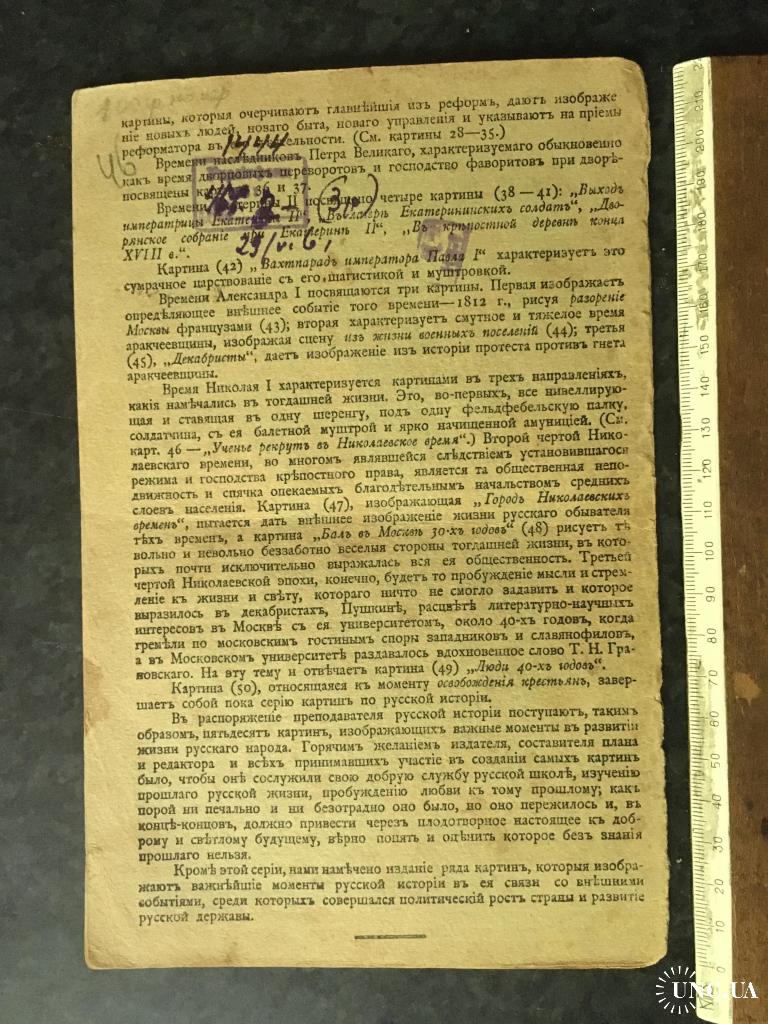 картины, которыя очерчиваютъ главнѣйшія изъ реформъ, даютъ изображе
ніе новыхъ людей, новаго быта, новаго управленія и указываютъ на пріемы
реформатора въ 1444 тельности. (См. картины 28—35.)
46
Времени наслѣдниковъ Петра Великаго, характеризуемаго обыкновенно
какъ время дворцовыхъ переворотовъ и господство фаворитовъ при дворѣ-
посвящены картины 36 и 37.
Времени Екатерины II посвящено четыре картины (38—41): „Выходъ
императрицы Екатерины II“, „Въ лагерѣ Екатерининскихъ солдатъ“, „Дво-
рянское собраніе при Екатеринѣ II“, „Въ крѣпостной деревнѣ конца
XVIII в.“.
Картина (42) „Вахтпарадъ императора Павла I“ характеризуетъ это
сумрачное царствованіе съ его шагистикой и муштровкой.
Времени Александра I посвящаются три картины. Первая изображаетъ
опредѣляющее внѣшнее событіе того времени—1812 г., рисуя разореніе
Москвы французами (43); вторая характеризуетъ смутное и тяжелое время
аракчеевщины, изображая сцену изъ жизни военныхъ поселеній (44); третья
(45), „Декабристы“, даетъ изображеніе изъ исторіи протеста противъ гнета
аракчеевщины.
Время Николая I характеризуется картинами въ трехъ направленіяхъ,
какія намѣчались въ тогдашней жизни. Это, во-первыхъ, все нивеллирую-
щая и ставящая въ одну шеренгу, подъ одну фельдфебельскую палку,
солдатчина, съ ея балетной муштрой и ярко начищенной амуниціей. (См.
карт. 46 —„Ученье рекрутъ въ Николаевское время“.) Второй чертой Нико-
лаевскаго времени, во многомъ являвшейся слѣдствіемъ установившагося
режима и господства крѣпостного права, является та общественная непо-
движность и спячка опекаемыхъ благодѣтельнымъ начальствомъ среднихъ
слоевъ населенія. Картина (47), изображающая „Городъ Николаевскихъ
временъ“, пытается дать внѣшнее изображеніе жизни русскаго обывателя
тѣхъ временъ, а картина „Балъ въ Москвѣ 30-хъ годовъ“ (48) рисуетъ тѣ
вольно и невольно беззаботно веселыя стороны тогдашней жизни, въ кото-
рыхъ почти исключительно выражалась вся ея общественность. Третьей
чертой Николаевской эпохи, конечно, будетъ то пробужденіе мысли и стрем-
леніе къ жизни и свѣту, котораго ничто не смогло задавить и которое
выразилось въ декабристахъ, Пушкинѣ, расцвѣтѣ литературно-научныхъ
интересовъ въ Москвѣ съ ея университетомъ, около 40-хъ годовъ, когда
гремѣли по московскимъ гостинымъ споры западниковъ и славянофиловъ,
а въ Московскомъ университетѣ раздавалось вдохновенное слово Т. Н. Гра-
новскаго. На эту тему и отвѣчаетъ картина (49) „Люди 40-хъ годовъ“.
Картина (50), относящаяся къ моменту освобожденія крестьянъ, завер-
шаетъ собой пока серію картинъ по русской исторіи.
Въ распоряженіе преподавателя русской исторіи поступаютъ, такимъ
образомъ, пятьдесятъ картинъ, изображающихъ важные моменты въ развитіи
жизни русскаго народа. Горячимъ желаніемъ издателя, составителя плана
и редактора и всѣхъ принимавшихъ участіе въ созданіи самыхъ картинъ
было, чтобы онѣ сослужили свою добрую службу русской школѣ, изученію
прошлаго русской жизни, пробужденію любви къ тому прошлому; какъ
порой ни печально и ни безотрадно оно было, но оно пережилось и, въ
концѣ-концовъ, должно привести черезъ плодотворное настоящее къ доб-
рому и свѣтлому будущему, вѣрно понять и оцѣнить которое безъ знанія
прошлаго нельзя.
Кромѣ этой серіи, нами намѣчено изданіе ряда картинъ, которыя изобра-
жаютъ важнѣйшіе моменты русской исторіи въ ея связи со внѣшними
событіями, среди которыхъ совершался политическій ростъ страны и развитіе
русской державы.
UNC.UA